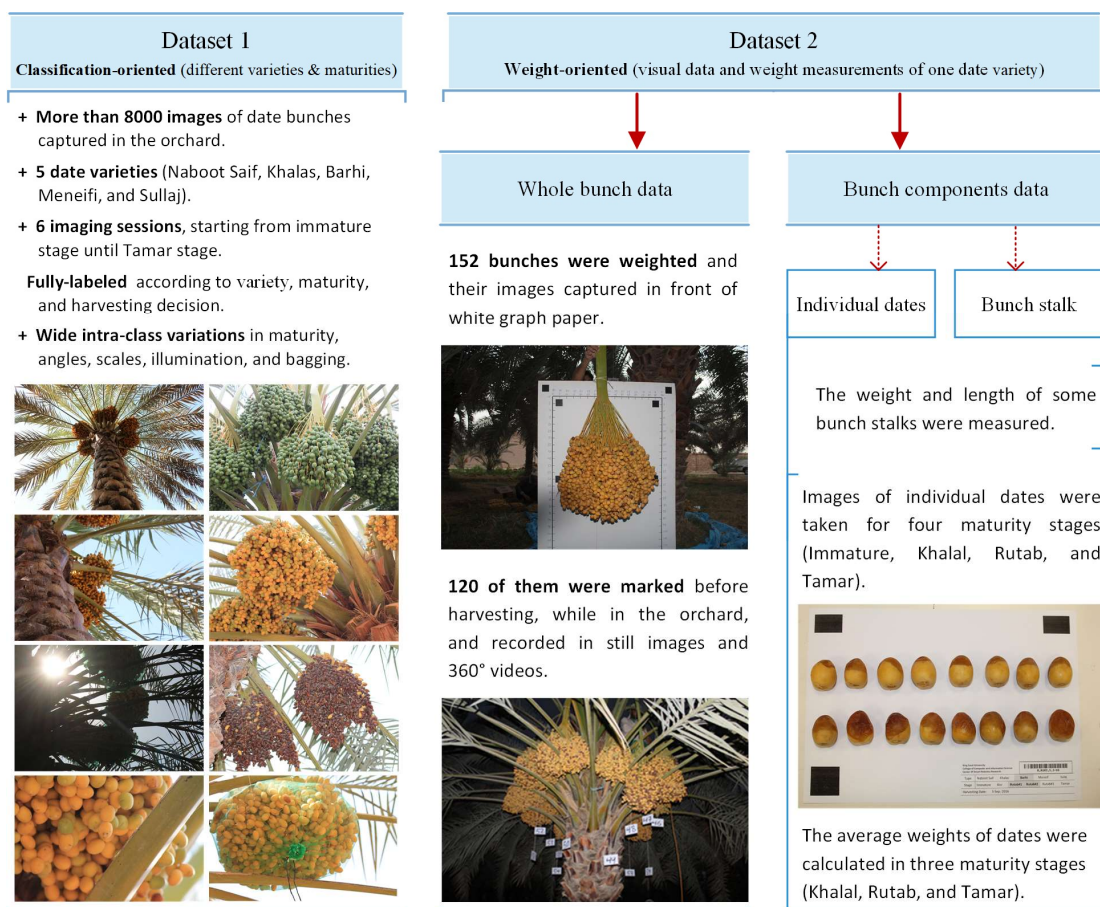 Dataset 1
Classification-oriented (different varieties & maturities)
+ More than 8000 images of date bunches
captured in the orchard.
+ 5 date varieties (Naboot Saif, Khalas, Barhi,
Meneifi, and Sullaj).
+ 6 imaging sessions, starting from immature
stage until Tamar stage.
Fully-labeled according to variety, maturity,
and harvesting decision.
+ Wide intra-class variations in maturity,
angles, scales, illumination, and bagging.
Dataset 2
Weight-oriented (visual data and weight measurements of one date variety)
Whole bunch data
152 bunches were weighted and
their images captured in front of
white graph paper.
120 of them were marked before
harvesting, while in the orchard,
and recorded in still images and
360° videos.
Bunch components data
Individual dates
Bunch stalk
The weight and length of some
bunch stalks were measured.
Images of individual dates were
taken for four maturity stages
(Immature, Khalal, Rutab, and
Tamar).
The average weights of dates were
calculated in three maturity stages
(Khalal, Rutab, and Tamar).